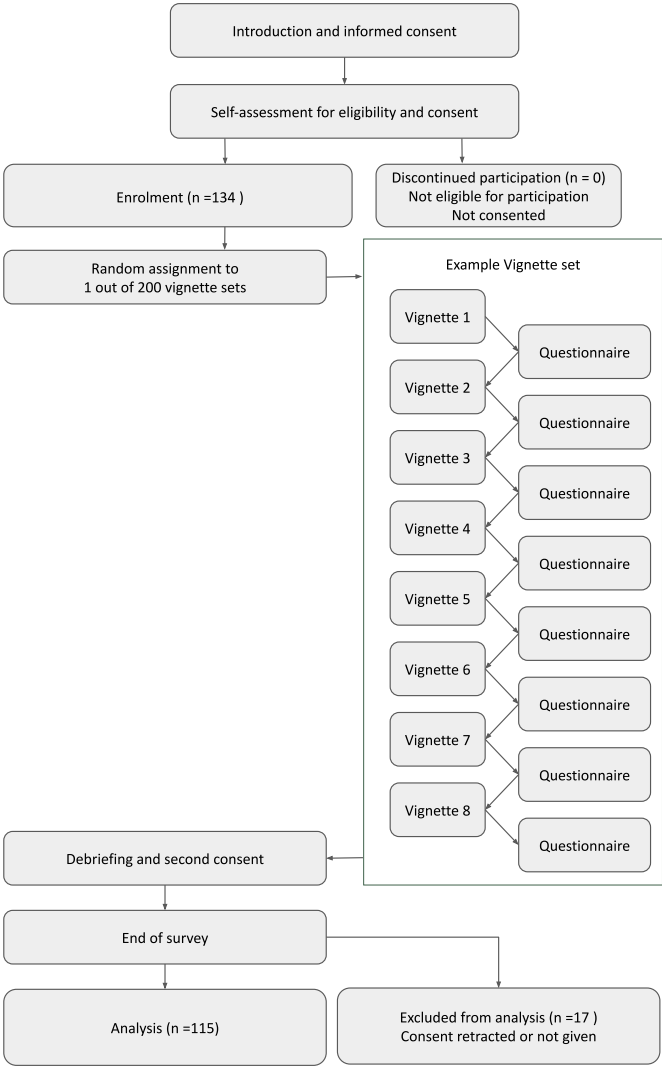 Introduction and informed consent
Self-assessment for eligibility and consent
Enrolment (n =134 )
Discontinued participation (n = 0)
Not eligible for participation
Not consented
Random assignment to
1 out of 200 vignette sets
Example Vignette set
Vignette 1
Questionnaire
Vignette 2
Questionnaire
Vignette 3
Questionnaire
Vignette 4
Questionnaire
Vignette 5
Questionnaire
Vignette 6
Questionnaire
Vignette 7
Questionnaire
Vignette 8
Questionnaire
Debriefing and second consent
End of survey
Analysis (n =115)
Excluded from analysis (n =17 )
Consent retracted or not given